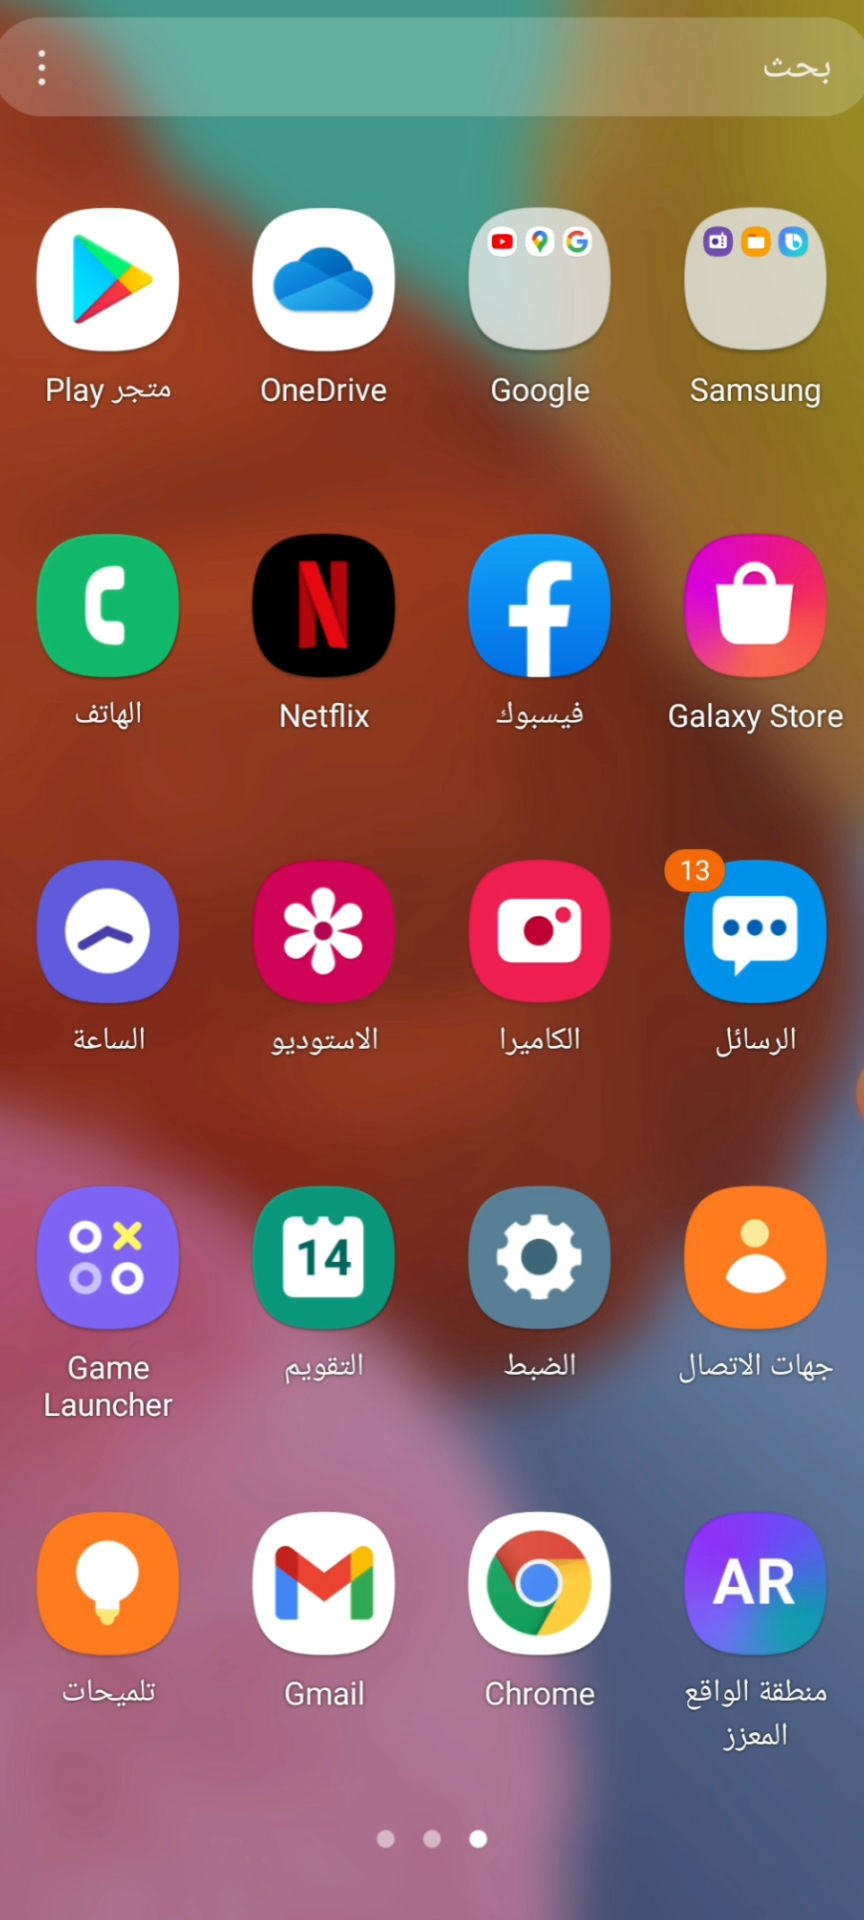 بحث
Samsung
Google
OneDrive
متجر Play
Galaxy Store
فيسبوك
Netflix
الهاتف
13
الرسائل
الكاميرا
الاستوديو
الساعة
جهات الاتصال
الضبط
14
التقويم
Game
Launcher
AR
منطقة الواقع
المعزز
Chrome
Gmail
تلميحات